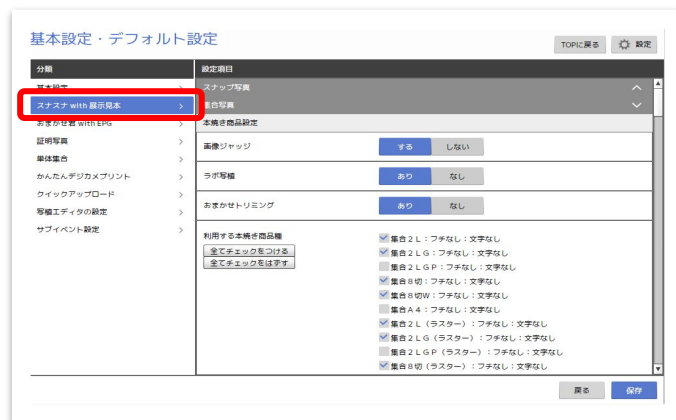 基本設定・デフォルト設定
TOPに戻る 設定
分類 設定項目
基本設定
スナスナ with 展示見本
おまかせ君 with EPG
証明写真
単体集合
かんたんデジカメプリント
クイックアップロード
写植エディタの設定
サブイベント設定
スナップ写真
集合写真
本焼き商品設定
画像ジャッジ する しない
ラボ写植 あり なし
おまかせトリミング あり なし
利用する本焼き商品種
全てチェックをつける
全てチェックをはずす
集合2L:フチなし:文字なし
集合2LG:フチなし:文字なし
集合2LGP:フチなし:文字なし
集合8切:フチなし:文字なし
集合8切W:フチなし:文字なし
集合A4:フチなし:文字なし
集合2L(ラスター):フチなし:文字なし
集合2LG(ラスター):フチなし:文字なし
集合2LGP(ラスター):フチなし:文字なし
集合8切(ラスター):フチなし:文字なし
戻る 保存